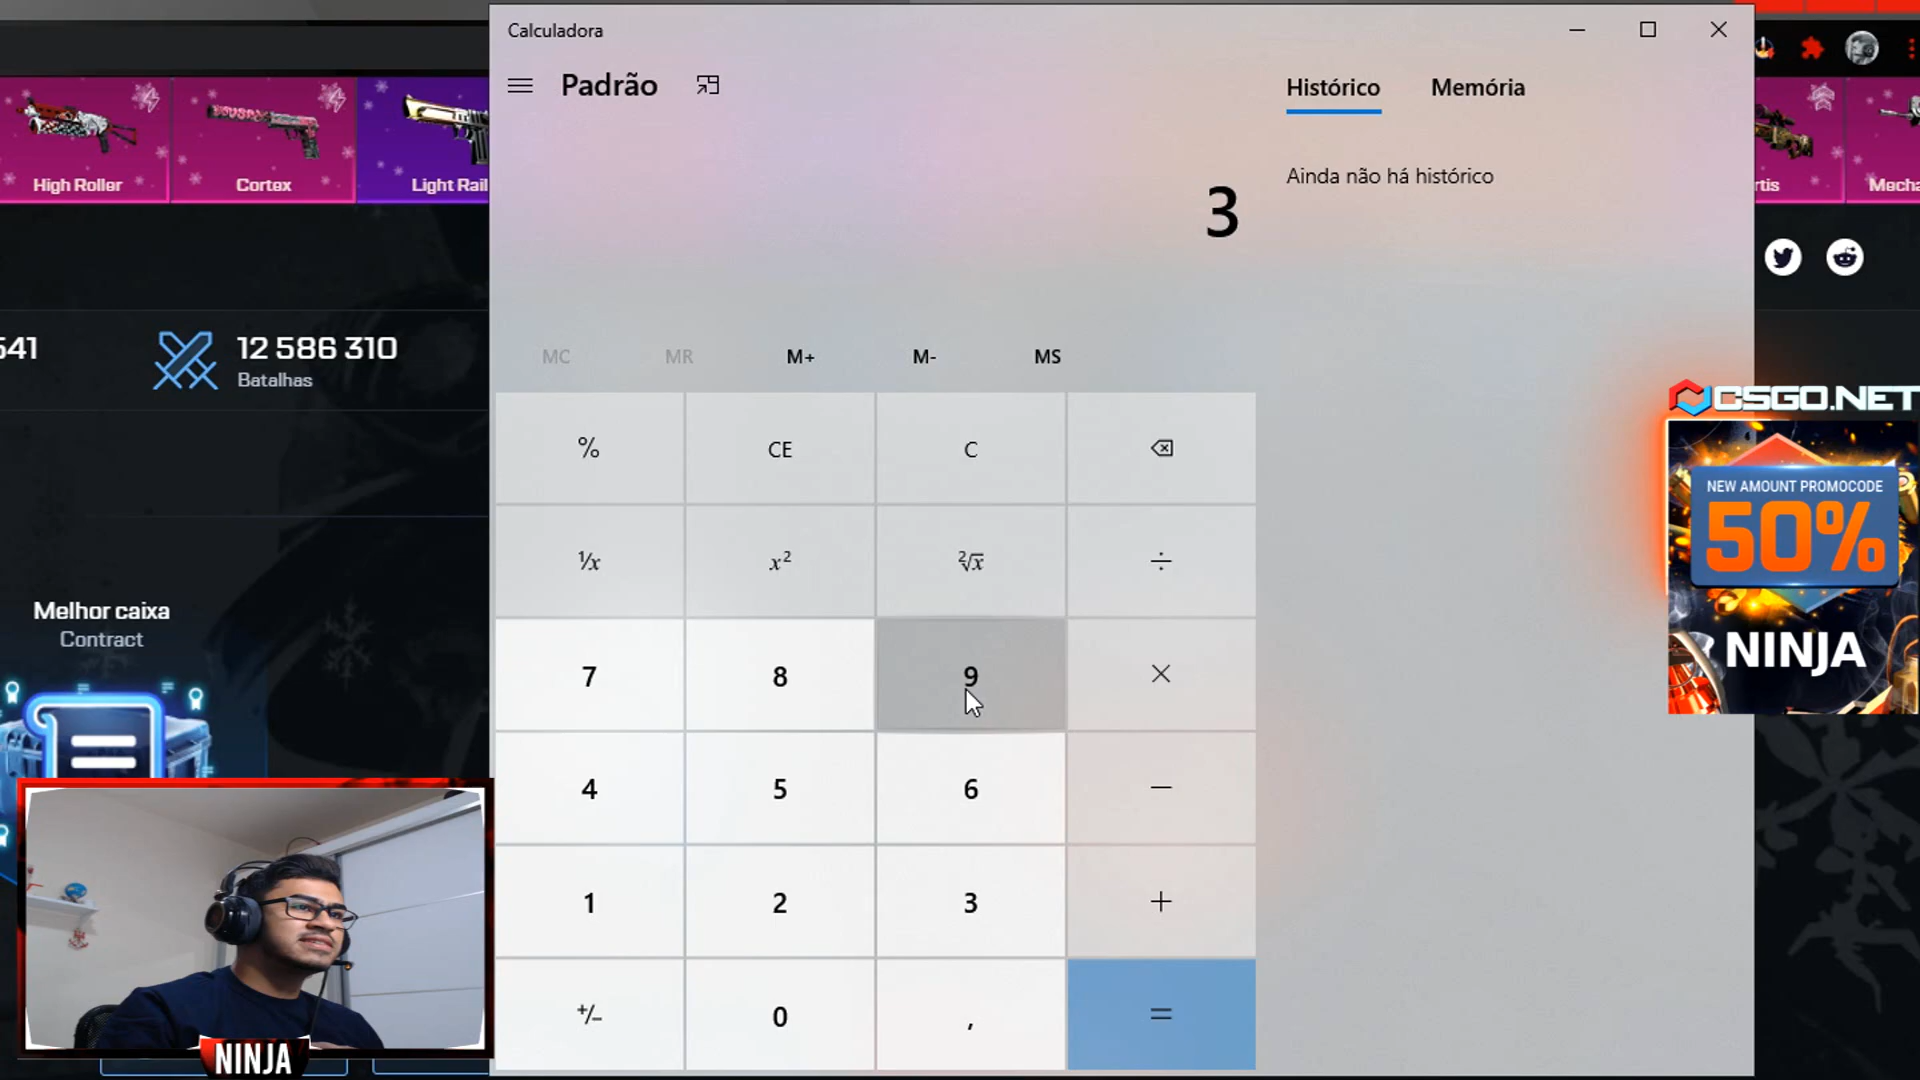 Calculadora
Padrão
Histórico
Memória
Ainda não há histórico
3
MC
MR
M+
M-
MS
%
CE
C
⅟x
x²
²√x
÷
7
8
9
×
4
5
6
−
1
2
3
+
+/−
0
,
=
High Roller
Cortex
Light Rail
rtis
Mecha
541
12 586 310
Batalhas
Melhor caixa
Contract
CSGO.NET
NEW AMOUNT PROMOCODE
50%
NINJA
NINJA